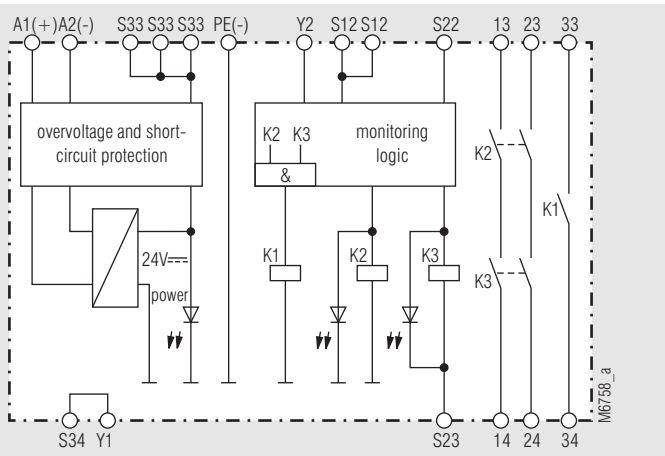 A1(+) A2(-) S33 S33 S33 PE(-) Y2 S12 S12 S22 13 23 33
overvoltage and short-
circuit protection
K2 K3
&
monitoring
logic
K2
K1
24V
power
K1 K2 K3
K3
M6758_a
S34 Y1 S23 14 24 34